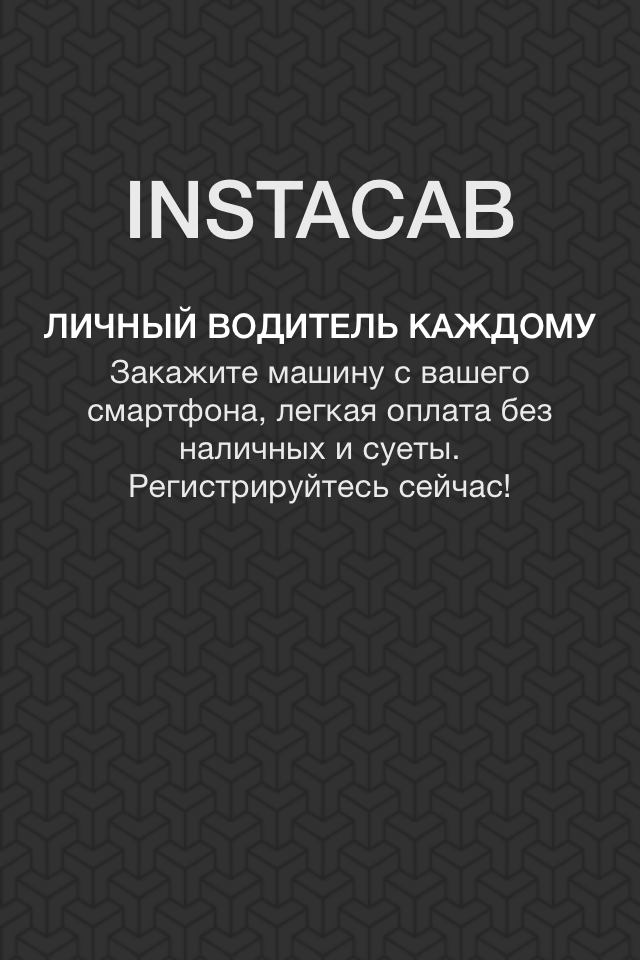 INSTACAB
ЛИЧНЫЙ ВОДИТЕЛЬ КАЖДОМУ
Закажите машину с вашего
смартфона, легкая оплата без
наличных и суеты.
Регистрируйтесь сейчас!